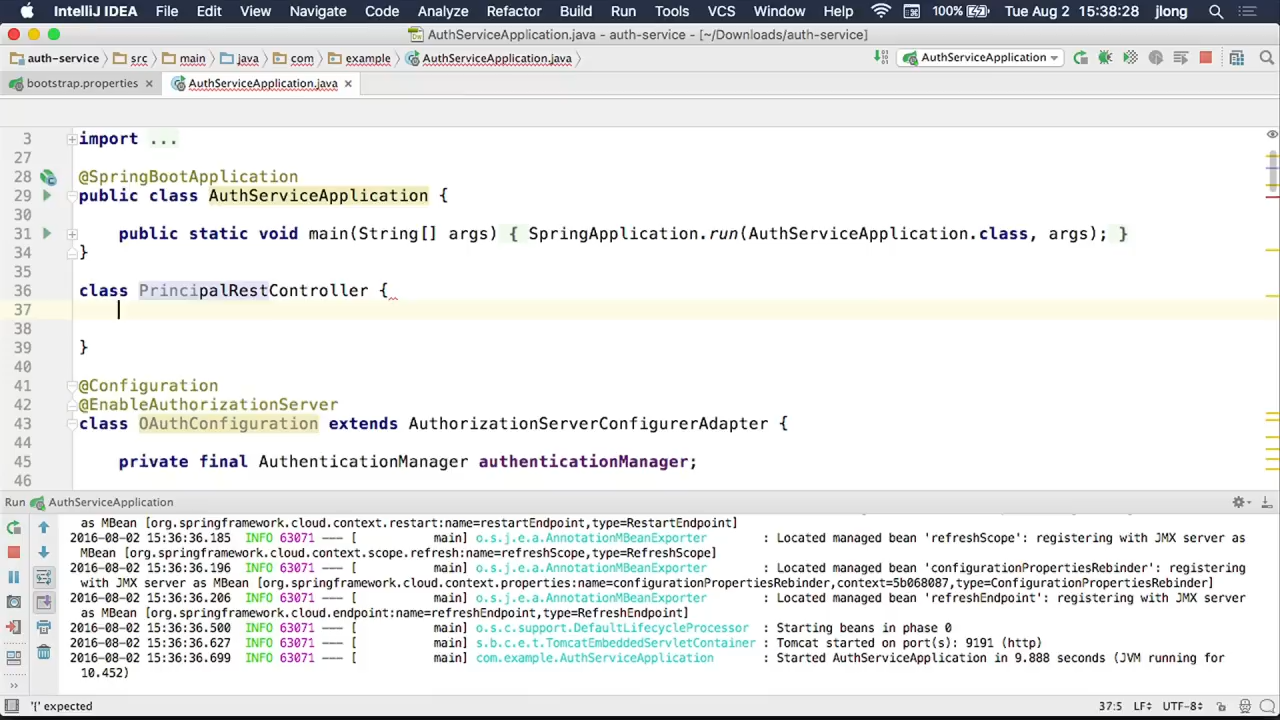 IntelliJ IDEA File Edit View Navigate Code Analyze Refactor Build Run Tools VCS Window Help 100% Tue Aug 2 15:38:28 jlong
AuthServiceApplication.java - auth-service - [~/Downloads/auth-service]
auth-service src main java com example AuthServiceApplication.java AuthServiceApplication
bootstrap.properties AuthServiceApplication.java
3 import ...
27
28 @SpringBootApplication
29 public class AuthServiceApplication {
30
31 public static void main(String[] args) { SpringApplication.run(AuthServiceApplication.class, args); }
34 }
35
36 class PrincipalRestController {
37
38
39 }
40
41 @Configuration
42 @EnableAuthorizationServer
43 class OAuthConfiguration extends AuthorizationServerConfigurerAdapter {
44
45 private final AuthenticationManager authenticationManager;
46
Run AuthServiceApplication
as MBean [org.springframework.cloud.context.restart:name=restartEndpoint,type=RestartEndpoint]
2016-08-02 15:36:36.185 INFO 63071 --- [ main] o.s.j.e.a.AnnotationMBeanExporter : Located managed bean 'refreshScope': registering with JMX server as
MBean [org.springframework.cloud.context.scope.refresh:name=refreshScope,type=RefreshScope]
2016-08-02 15:36:36.196 INFO 63071 --- [ main] o.s.j.e.a.AnnotationMBeanExporter : Located managed bean 'configurationPropertiesRebinder': registering
with JMX server as MBean [org.springframework.cloud.context.properties:name=configurationPropertiesRebinder,context=5b068087,type=ConfigurationPropertiesRebinder]
2016-08-02 15:36:36.206 INFO 63071 --- [ main] o.s.j.e.a.AnnotationMBeanExporter : Located managed bean 'refreshEndpoint': registering with JMX server
as MBean [org.springframework.cloud.endpoint:name=refreshEndpoint,type=RefreshEndpoint]
2016-08-02 15:36:36.500 INFO 63071 --- [ main] o.s.c.support.DefaultLifecycleProcessor : Starting beans in phase 0
2016-08-02 15:36:36.627 INFO 63071 --- [ main] s.b.c.e.t.TomcatEmbeddedServletContainer : Tomcat started on port(s): 9191 (http)
2016-08-02 15:36:36.699 INFO 63071 --- [ main] com.example.AuthServiceApplication : Started AuthServiceApplication in 9.888 seconds (JVM running for
10.452)
'{' expected 37:5 LF UTF-8